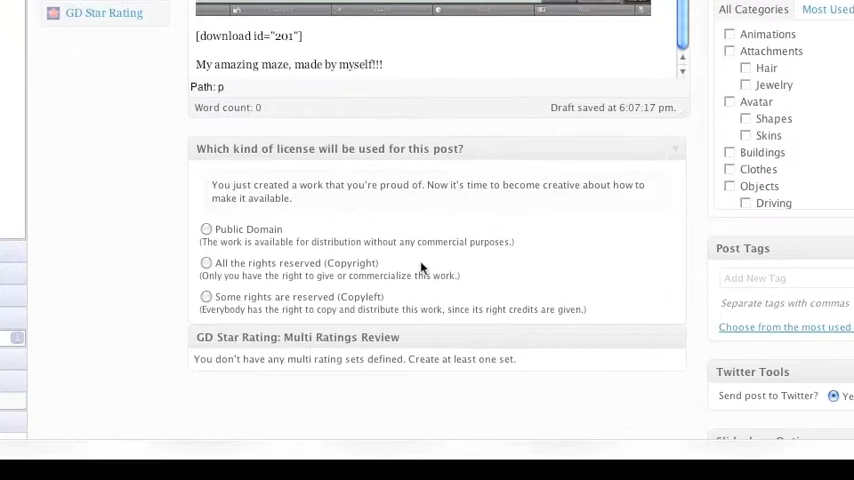 GD Star Rating
[download id="201"]
My amazing maze, made by myself!!!
Path: p
Word count: 0
Draft saved at 6:07:17 pm.
Which kind of license will be used for this post?
You just created a work that you're proud of. Now it's time to become creative about how to
make it available.
Public Domain
(The work is available for distribution without any commercial purposes.)
All the rights reserved (Copyright)
(Only you have the right to give or commercialize this work.)
Some rights are reserved (Copyleft)
(Everybody has the right to copy and distribute this work, since its right credits are given.)
GD Star Rating: Multi Ratings Review
You don't have any multi rating sets defined. Create at least one set.
All Categories
Most Used
Animations
Attachments
Hair
Jewelry
Avatar
Shapes
Skins
Buildings
Clothes
Objects
Driving
Post Tags
Add New Tag
Separate tags with commas
Choose from the most used
Twitter Tools
Send post to Twitter?
Ye